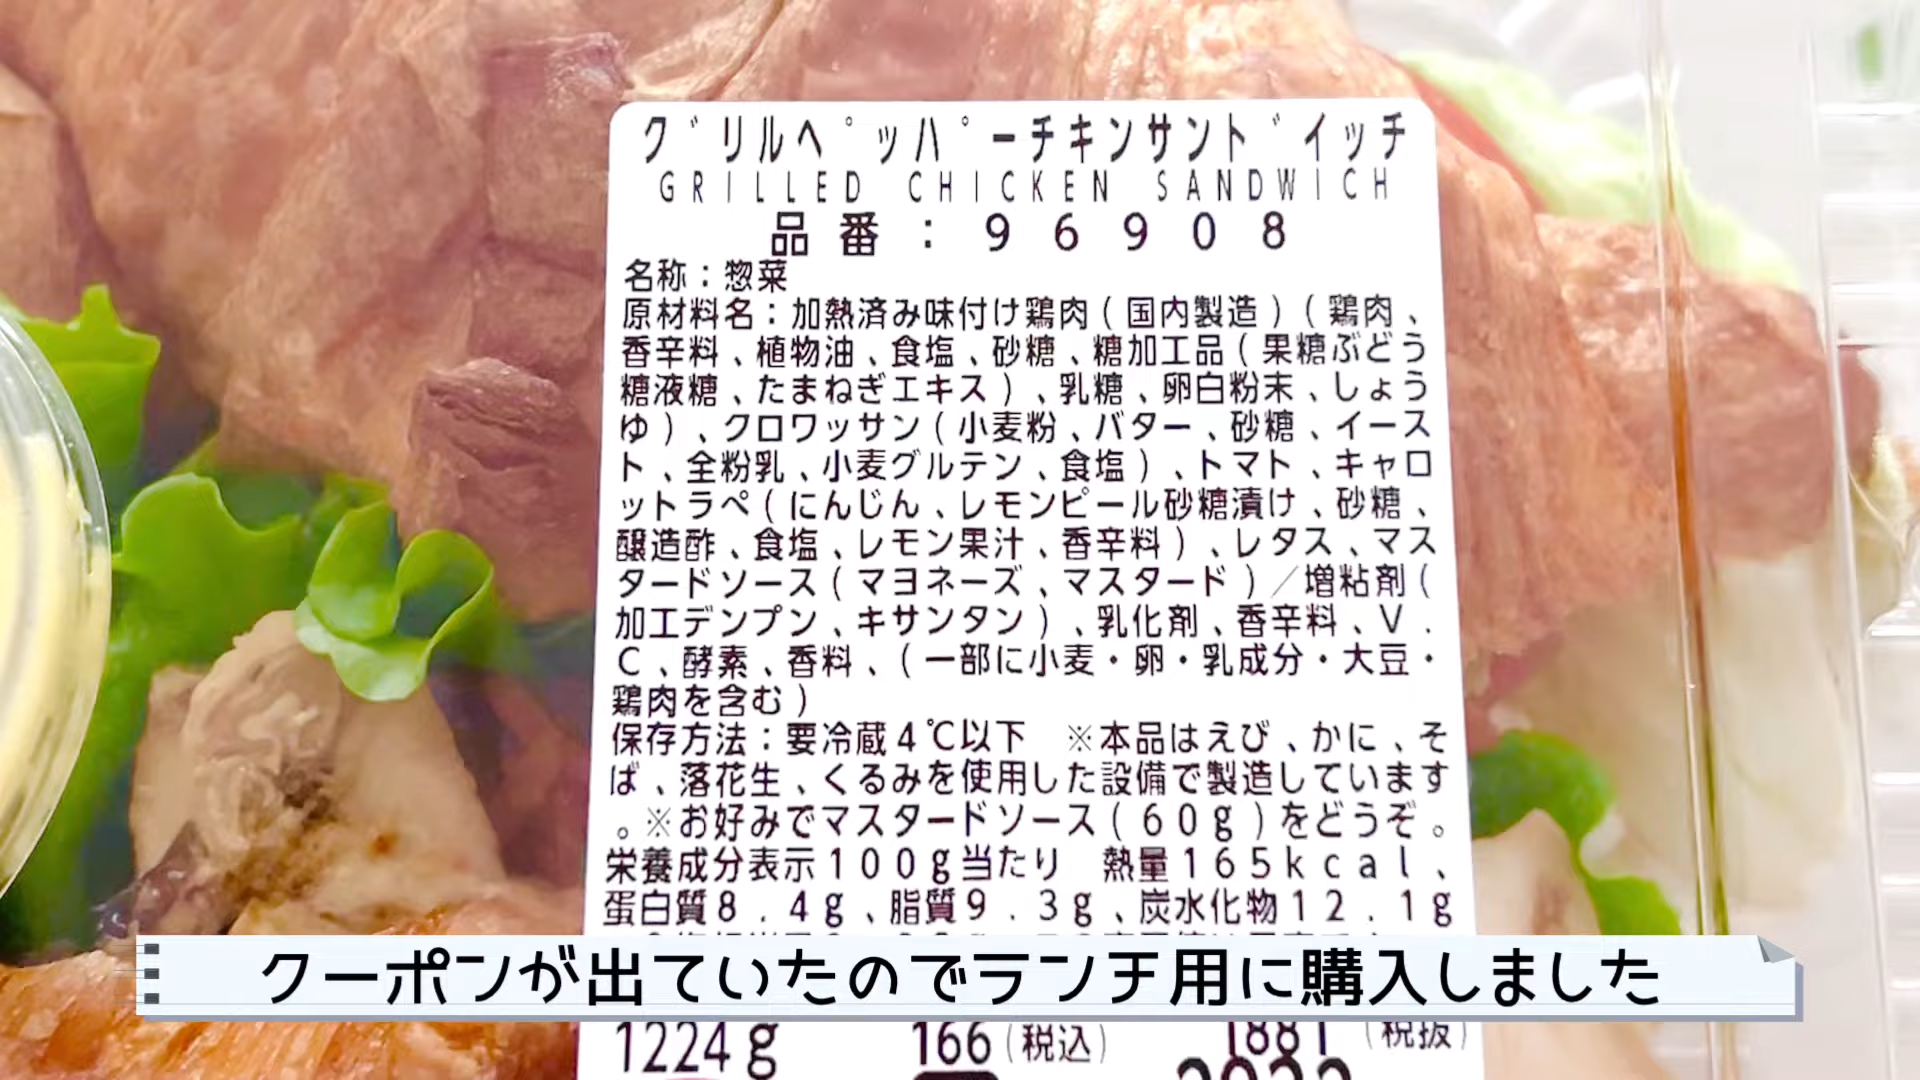 グリルペッパーチキンサンドイッチ
GRILLED CHICKEN SANDWICH
品番：96908
名称：惣菜
原材料名：加熱済み味付け鶏肉(国内製造)(鶏肉、
香辛料、植物油、食塩、砂糖、糖加工品(果糖ぶどう
糖液糖、たまねぎエキス)、乳糖、卵白粉末、しょう
ゆ)、クロワッサン(小麦粉、バター、砂糖、イース
ト、全粉乳、小麦グルテン、食塩)、トマト、キャロ
ットラペ(にんじん、レモンピール砂糖漬け、砂糖、
醸造酢、食塩、レモン果汁、香辛料)、レタス、マス
タードソース(マヨネーズ、マスタード)／増粘剤(
加工デンプン、キサンタン)、乳化剤、香辛料、V.
C、酵素、香料、(一部に小麦・卵・乳成分・大豆・
鶏肉を含む)
保存方法：要冷蔵4℃以下　※本品はえび、かに、そ
ば、落花生、くるみを使用した設備で製造しています
。※お好みでマスタードソース(60g)をどうぞ。
栄養成分表示100g当たり　熱量165kcal、
蛋白質8.4g、脂質9.3g、炭水化物12.1g
クーポンが出ていたのでランチ用に購入しました
1224g 166(税込) 1881(税抜)